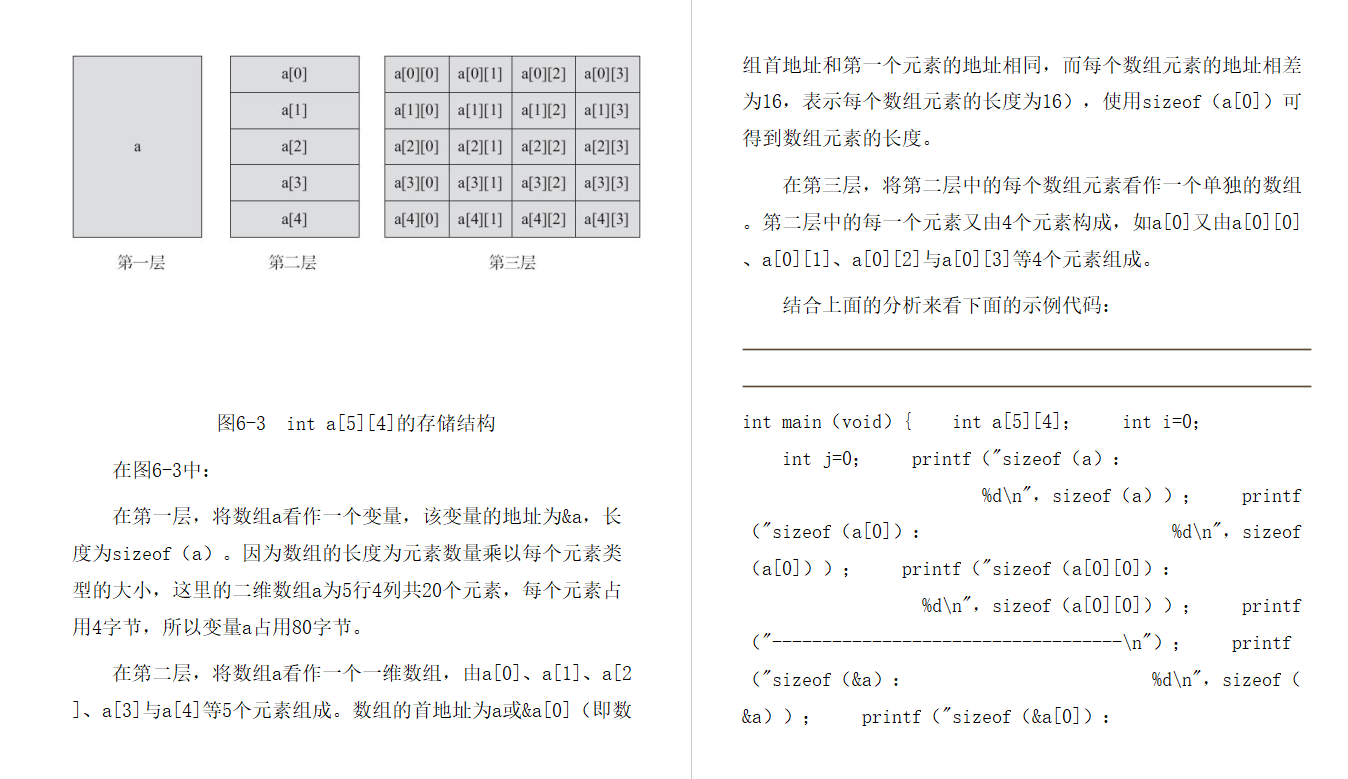 a
a[0]
a[1]
a[2]
a[3]
a[4]
a[0][0] a[0][1] a[0][2] a[0][3]
a[1][0] a[1][1] a[1][2] a[1][3]
a[2][0] a[2][1] a[2][2] a[2][3]
a[3][0] a[3][1] a[3][2] a[3][3]
a[4][0] a[4][1] a[4][2] a[4][3]
第一层 第二层 第三层
图6-3 int a[5][4]的存储结构
在图6-3中：
在第一层，将数组a看作一个变量，该变量的地址为&a，长
度为sizeof（a）。因为数组的长度为元素数量乘以每个元素类
型的大小，这里的二维数组a为5行4列共20个元素，每个元素占
用4字节，所以变量a占用80字节。
在第二层，将数组a看作一个一维数组，由a[0]、a[1]、a[2
]、a[3]与a[4]等5个元素组成。数组的首地址为a或&a[0]（即数
组首地址和第一个元素的地址相同，而每个数组元素的地址相差
为16，表示每个数组元素的长度为16），使用sizeof（a[0]）可
得到数组元素的长度。
在第三层，将第二层中的每个数组元素看作一个单独的数组
。第二层中的每一个元素又由4个元素构成，如a[0]又由a[0][0]
、a[0][1]、a[0][2]与a[0][3]等4个元素组成。
结合上面的分析来看下面的示例代码：
int main（void）{ int a[5][4]； int i=0；
int j=0； printf（"sizeof（a）：
%d\n"，sizeof（a））； printf
（"sizeof（a[0]）： %d\n"，sizeof
（a[0]））； printf（"sizeof（a[0][0]）：
%d\n"，sizeof（a[0][0]））； printf
（"-----------------------------------\n"）； printf
（"sizeof（&a）： %d\n"，sizeof（
&a））； printf（"sizeof（&a[0]）：